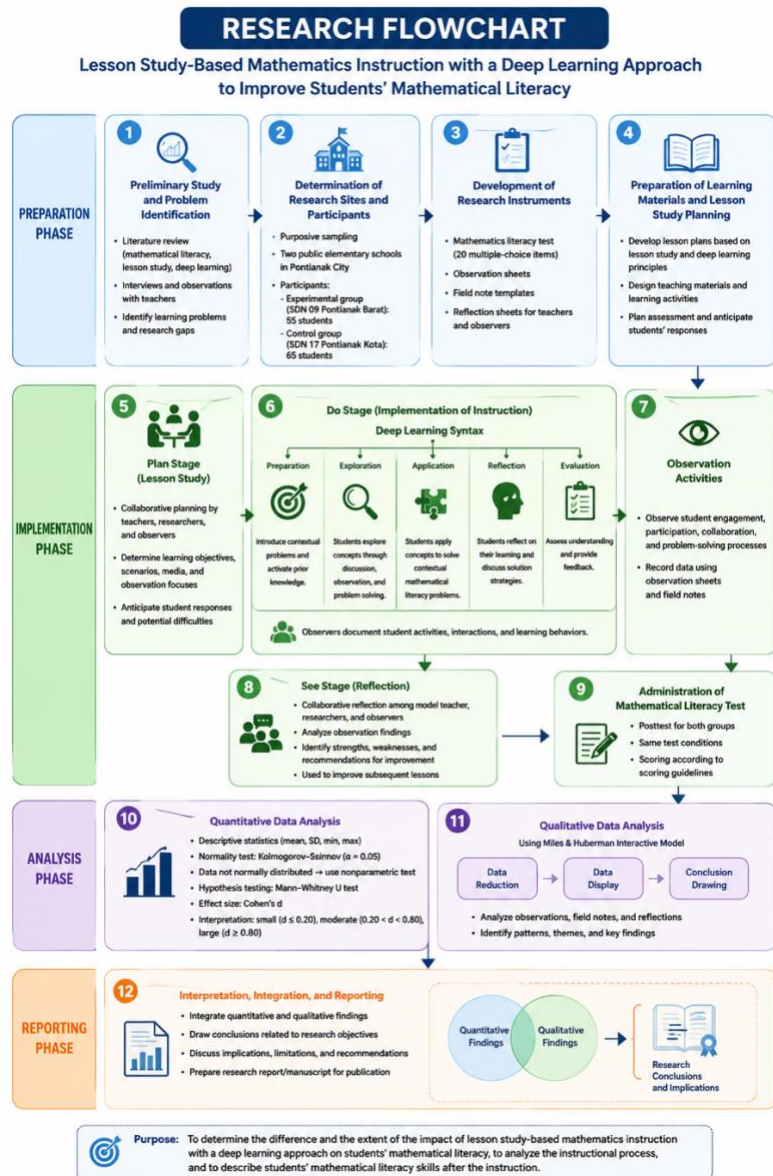 RESEARCH FLOWCHART
Lesson Study-Based Mathematics Instruction with a Deep Learning Approach
to Improve Students' Mathematical Literacy
PREPARATION
PHASE
1
Preliminary Study
and Problem
Identification
• Literature review
(mathematical literacy,
lesson study, deep learning)
• Interviews and observations
with teachers
• Identify learning problems
and research gaps
2
Determination of
Research Sites and
Participants
• Purposive sampling
• Two public elementary schools
in Pontianak City
• Participants:
- Experimental group
(SDN 09 Pontianak Barat):
55 students
- Control group
(SDN 17 Pontianak Kota):
65 students
3
Development of
Research Instruments
• Mathematics literacy test
(20 multiple-choice items)
• Observation sheets
• Field note templates
• Reflection sheets for teachers
and observers
4
Preparation of Learning
Materials and Lesson
Study Planning
• Develop lesson plans based on
lesson study and deep learning
principles
• Design teaching materials and
learning activities
• Plan assessment and anticipate
students' responses
IMPLEMENTATION
PHASE
5
Plan Stage
(Lesson Study)
• Collaborative planning by
teachers, researchers,
and observers
• Determine learning objectives,
scenarios, media, and
observation focuses
• Anticipate student responses
and potential difficulties
6
Do Stage (Implementation of Instruction)
Deep Learning Syntax
Preparation
Introduce contextual
problems and
activate prior
knowledge.
Exploration
Students explore
concepts through
discussion,
observation, and
problem solving.
Application
Students apply
concepts to solve
contextual
mathematical
literacy problems.
Reflection
Students reflect on
their learning and
discuss solution
strategies.
Evaluation
Assess understanding
and provide
feedback.
Observers document student activities, interactions, and learning behaviors.
7
Observation
Activities
• Observe student engagement,
participation, collaboration,
and problem-solving processes
• Record data using
observation sheets
and field notes
8
See Stage (Reflection)
• Collaborative reflection among model teacher,
researchers, and observers
• Analyze observation findings
• Identify strengths, weaknesses, and
recommendations for improvement
• Used to improve subsequent lessons
9
Administration of
Mathematical Literacy Test
• Posttest for both groups
• Same test conditions
• Scoring according to
scoring guidelines
ANALYSIS
PHASE
10
Quantitative Data Analysis
• Descriptive statistics (mean, SD, min, max)
• Normality test: Kolmogorov–Ssirnov (α = 0.05)
• Data not normally distributed → use nonparametric test
• Hypothesis testing: Mann–Whitney U test
• Effect size: Cohen's d
• Interpretation: small (d ≤ 0.20), moderate (0.20 < d < 0.80),
large (d ≥ 0.80)
11
Qualitative Data Analysis
Using Miles & Huberman Interactive Model
Data
Reduction
Data
Display
Conclusion
Drawing
• Analyze observations, field notes, and reflections
• Identify patterns, themes, and key findings
REPORTING
PHASE
12
Interpretation, Integration, and Reporting
• Integrate quantitative and qualitative findings
• Draw conclusions related to research objectives
• Discuss implications, limitations, and recommendations
• Prepare research report/manuscript for publication
Quantitative
Findings
Qualitative
Findings
Research
Conclusions
and Implications
Purpose: To determine the difference and the extent of the impact of lesson study-based mathematics instruction
with a deep learning approach on students' mathematical literacy, to analyze the instructional process,
and to describe students' mathematical literacy skills after the instruction.